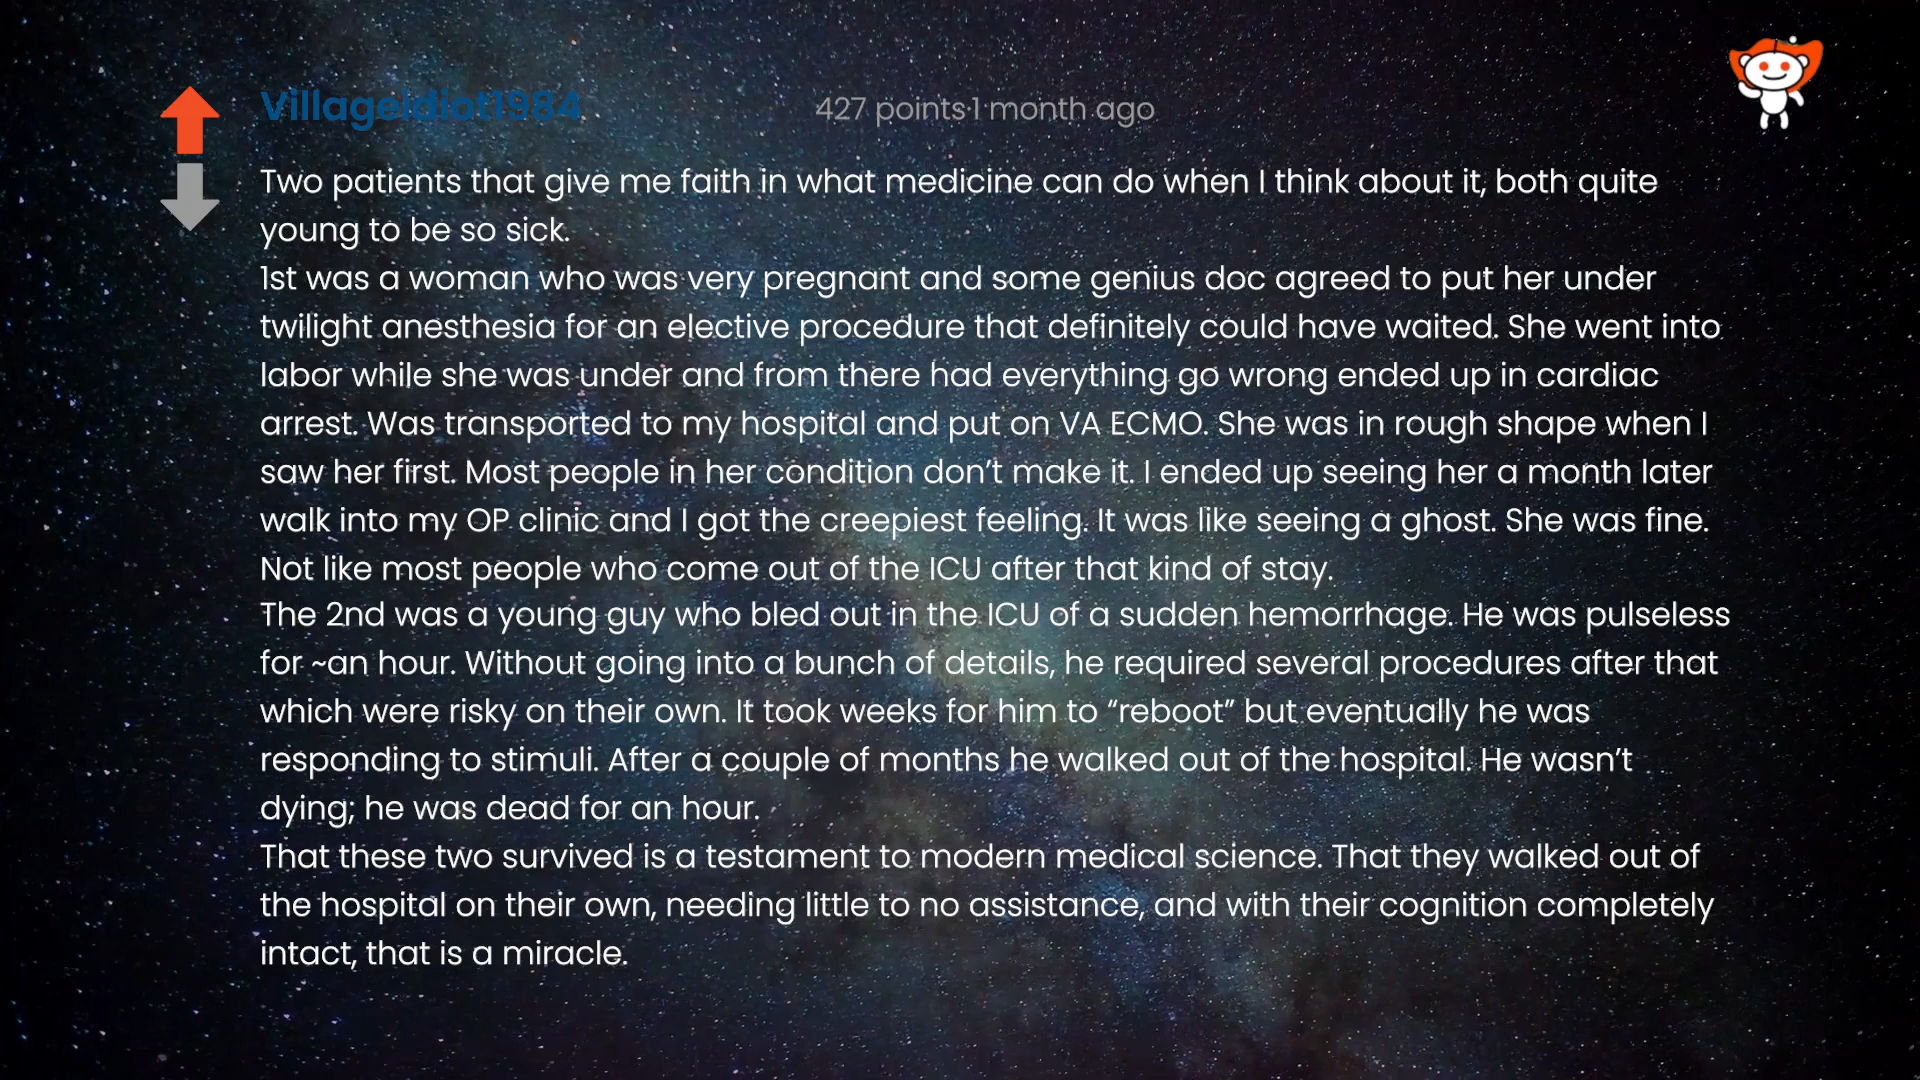 Villageidiot1984 427 points·1 month ago
Two patients that give me faith in what medicine can do when I think about it, both quite
young to be so sick.
1st was a woman who was very pregnant and some genius doc agreed to put her under
twilight anesthesia for an elective procedure that definitely could have waited. She went into
labor while she was under and from there had everything go wrong ended up in cardiac
arrest. Was transported to my hospital and put on VA ECMO. She was in rough shape when I
saw her first. Most people in her condition don’t make it. I ended up seeing her a month later
walk into my OP clinic and I got the creepiest feeling. It was like seeing a ghost. She was fine.
Not like most people who come out of the ICU after that kind of stay.
The 2nd was a young guy who bled out in the ICU of a sudden hemorrhage. He was pulseless
for ~an hour. Without going into a bunch of details, he required several procedures after that
which were risky on their own. It took weeks for him to “reboot” but eventually he was
responding to stimuli. After a couple of months he walked out of the hospital. He wasn’t
dying; he was dead for an hour.
That these two survived is a testament to modern medical science. That they walked out of
the hospital on their own, needing little to no assistance, and with their cognition completely
intact, that is a miracle.